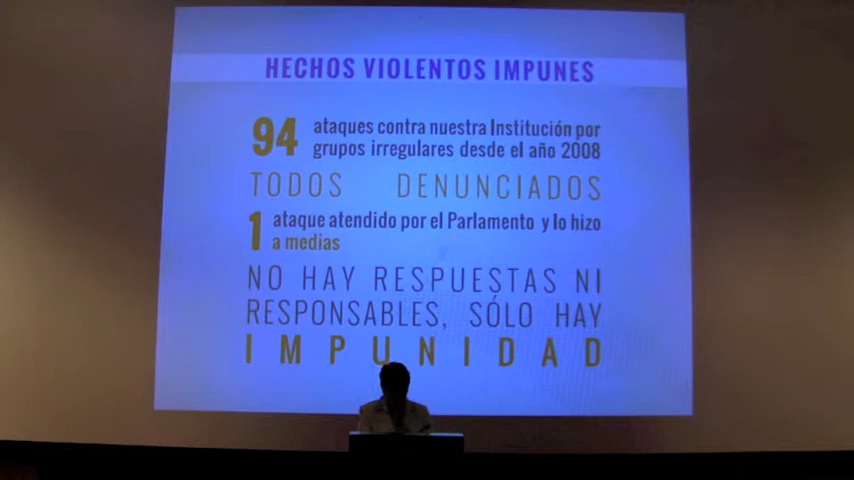 HECHOS VIOLENTOS IMPUNES
94 ataques contra nuestra Institución por
grupos irregulares desde el año 2008
TODOS DENUNCIADOS
1 ataque atendido por el Parlamento y lo hizo
a medias
NO HAY RESPUESTAS NI
RESPONSABLES, SÓLO HAY
IMPUNIDAD